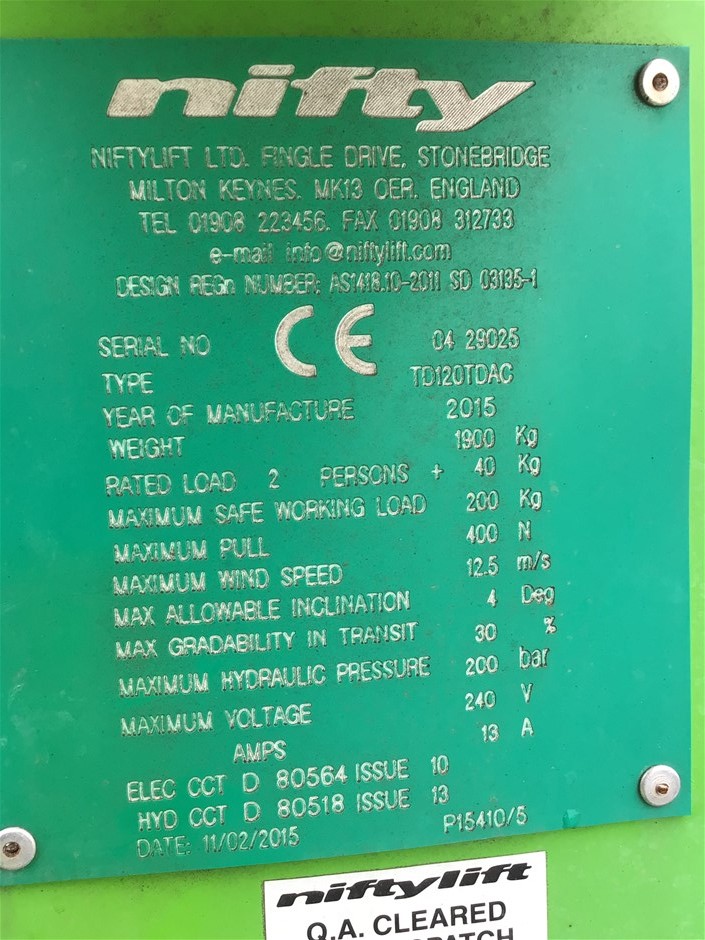 nifty
NIFTYLIFT LTD. FINGLE DRIVE, STONEBRIDGE
MILTON KEYNES. MK13 OER. ENGLAND
TEL 01908 223456. FAX 01908 312733
e-mail info@niftylift.com
DESIGN REGn NUMBER: AS1418.10-2011 SD 03135-1
CE
SERIAL NO 04 29025
TYPE TD120TDAC
YEAR OF MANUFACTURE 2015
WEIGHT 1900 Kg
RATED LOAD 2 PERSONS + 40 Kg
MAXIMUM SAFE WORKING LOAD 200 Kg
MAXIMUM PULL 400 N
MAXIMUM WIND SPEED 12.5 m/s
MAX ALLOWABLE INCLINATION 4 Deg
MAX GRADABILITY IN TRANSIT 30 %
MAXIMUM HYDRAULIC PRESSURE 200 bar
MAXIMUM VOLTAGE 240 V
AMPS 13 A
ELEC CCT D 80564 ISSUE 10
HYD CCT D 80518 ISSUE 13
DATE: 11/02/2015 P15410/5
niftylift
Q.A. CLEARED